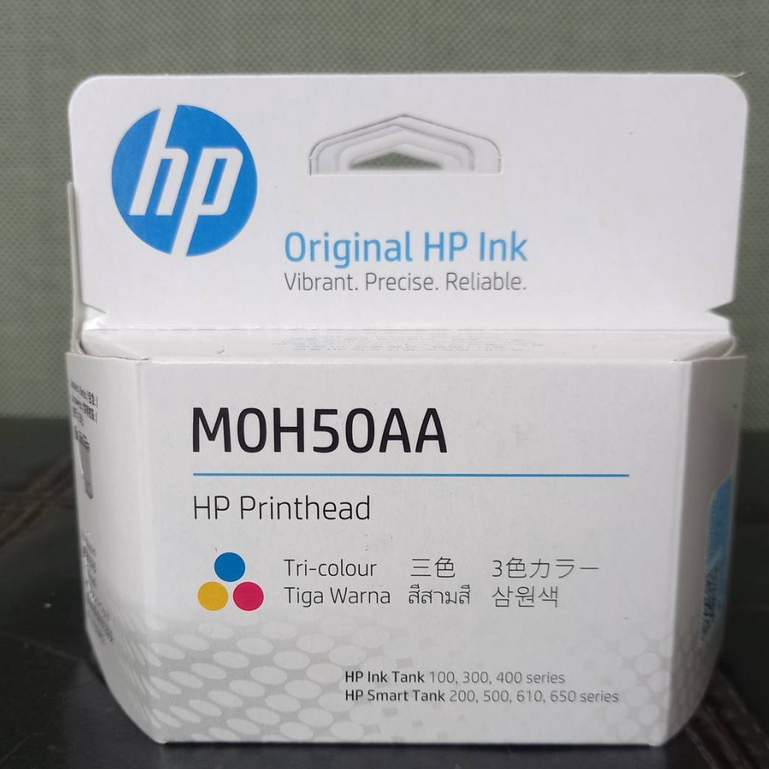 hp
Original HP Ink
Vibrant. Precise. Reliable.
M0H50AA
HP Printhead
Tri-colour 三色 3色カラー
Tiga Warna สีสามสี 삼원색
HP Ink Tank 100, 300, 400 series
HP Smart Tank 200, 500, 610, 650 series